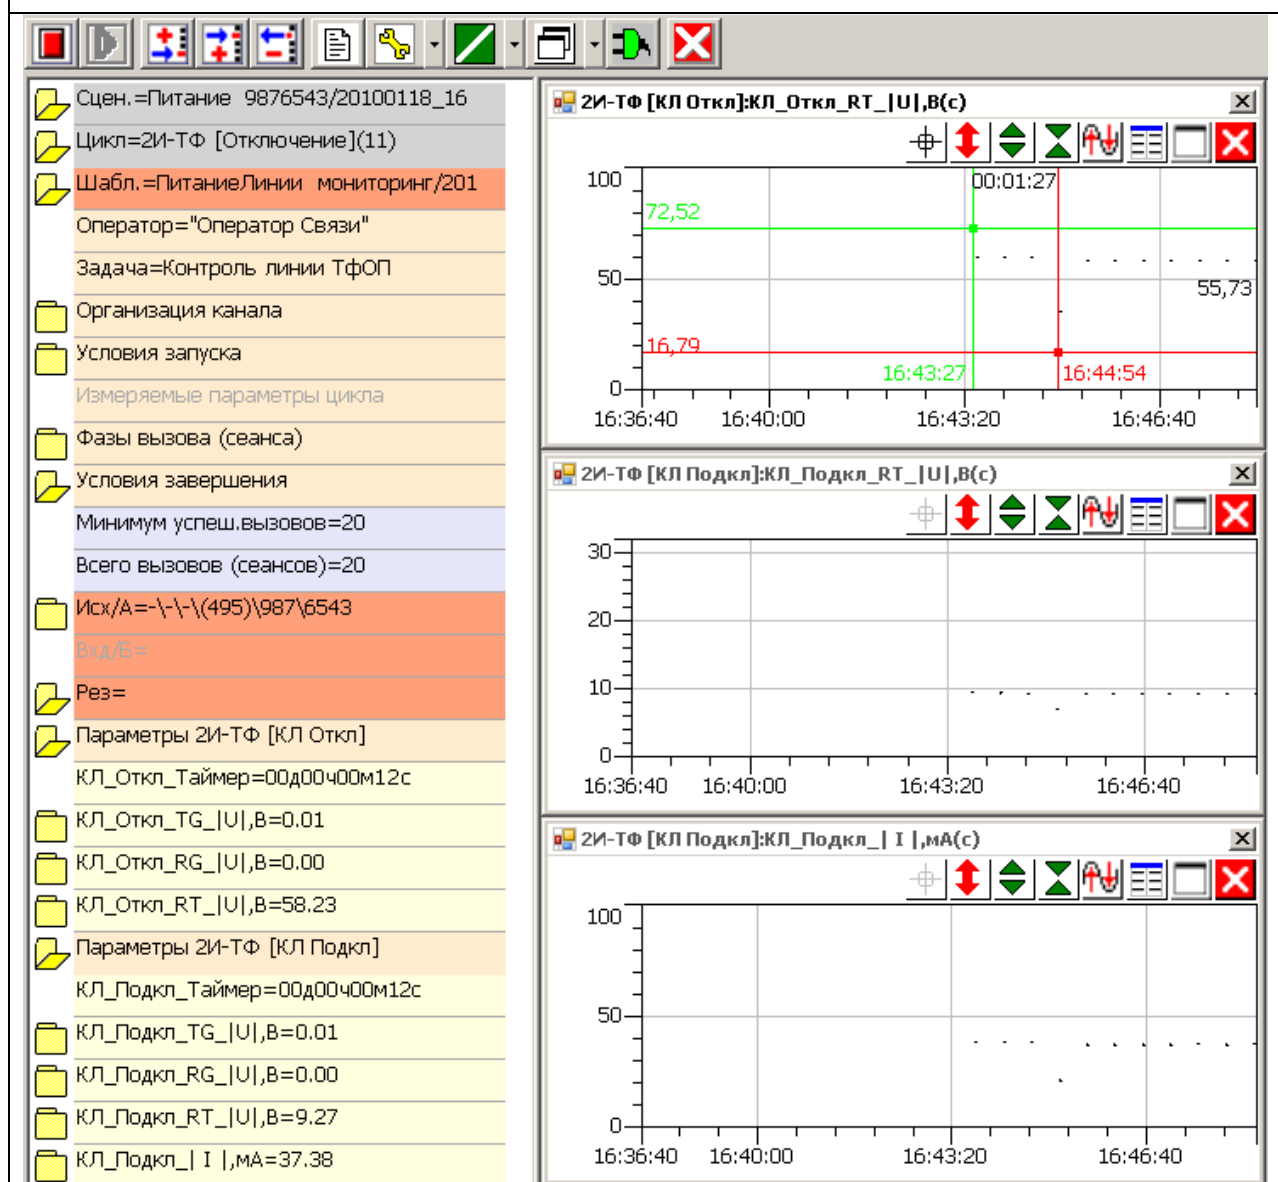 Сцен.=Питание 9876543/20100118_16
Цикл=2И-ТФ [Отключение](11)
Шабл.=ПитаниеЛинии мониторинг/201
Оператор="Оператор Связи"
Задача=Контроль линии ТфОП
Организация канала
Условия запуска
Измеряемые параметры цикла
Фазы вызова (сеанса)
Условия завершения
Минимум успеш.вызовов=20
Всего вызовов (сеансов)=20
Исх/А=-\-\-\(495)\987\6543
Вхд/Б=
Рез=
Параметры 2И-ТФ [КЛ Откл]
КЛ_Откл_Таймер=00д00ч00м12с
КЛ_Откл_TG_|U|,В=0.01
КЛ_Откл_RG_|U|,В=0.00
КЛ_Откл_RT_|U|,В=58.23
Параметры 2И-ТФ [КЛ Подкл]
КЛ_Подкл_Таймер=00д00ч00м12с
КЛ_Подкл_TG_|U|,В=0.01
КЛ_Подкл_RG_|U|,В=0.00
КЛ_Подкл_RT_|U|,В=9.27
КЛ_Подкл_| I |,мА=37.38
2И-ТФ [КЛ Откл]:КЛ_Откл_RT_|U|,В(с)
100
00:01:27
72,52
50
55,73
16,79
16:43:27
16:44:54
0
16:36:40 16:40:00 16:43:20 16:46:40
2И-ТФ [КЛ Подкл]:КЛ_Подкл_RT_|U|,В(с)
30
20
10
0
16:36:40 16:40:00 16:43:20 16:46:40
2И-ТФ [КЛ Подкл]:КЛ_Подкл_| I |,мА(с)
100
50
0
16:36:40 16:40:00 16:43:20 16:46:40